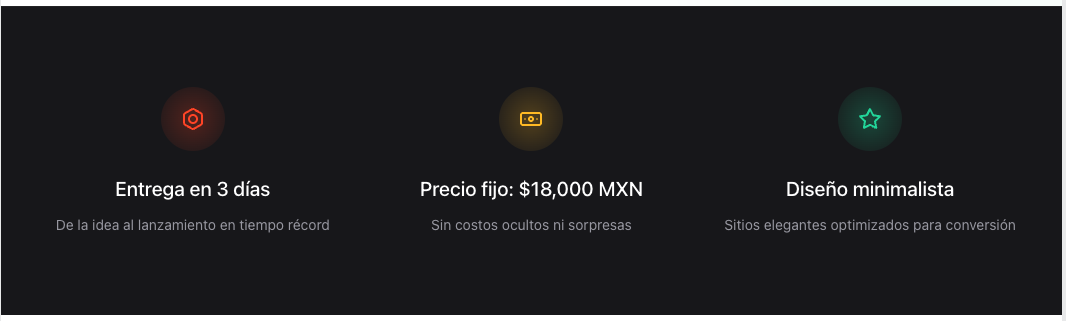 Entrega en 3 días
De la idea al lanzamiento en tiempo récord
Precio fijo: $18,000 MXN
Sin costos ocultos ni sorpresas
Diseño minimalista
Sitios elegantes optimizados para conversión